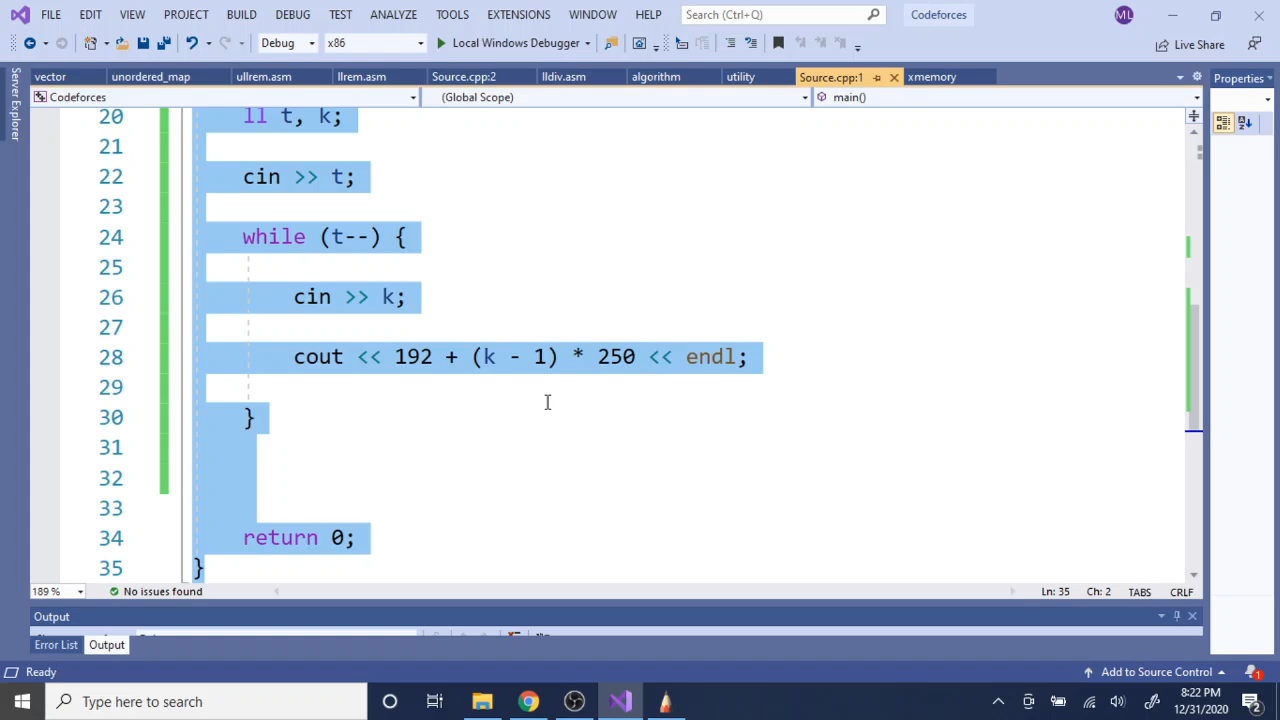 FILE EDIT VIEW PROJECT BUILD DEBUG TEST ANALYZE TOOLS EXTENSIONS WINDOW HELP Search (Ctrl+Q) Codeforces ML
Debug x86 Local Windows Debugger Live Share
vector unordered_map ullrem.asm llrem.asm Source.cpp:2 lldiv.asm algorithm utility Source.cpp:1 xmemory Properties
Codeforces (Global Scope) main()
Server Explorer
20 ll t, k;
21
22 cin >> t;
23
24 while (t--) {
25
26 cin >> k;
27
28 cout << 192 + (k - 1) * 250 << endl;
29
30 }
31
32
33
34 return 0;
35 }
189 % No issues found Ln: 35 Ch: 2 TABS CRLF
Output
Error List Output
Ready Add to Source Control 1
Type here to search 8:22 PM
12/31/2020 2